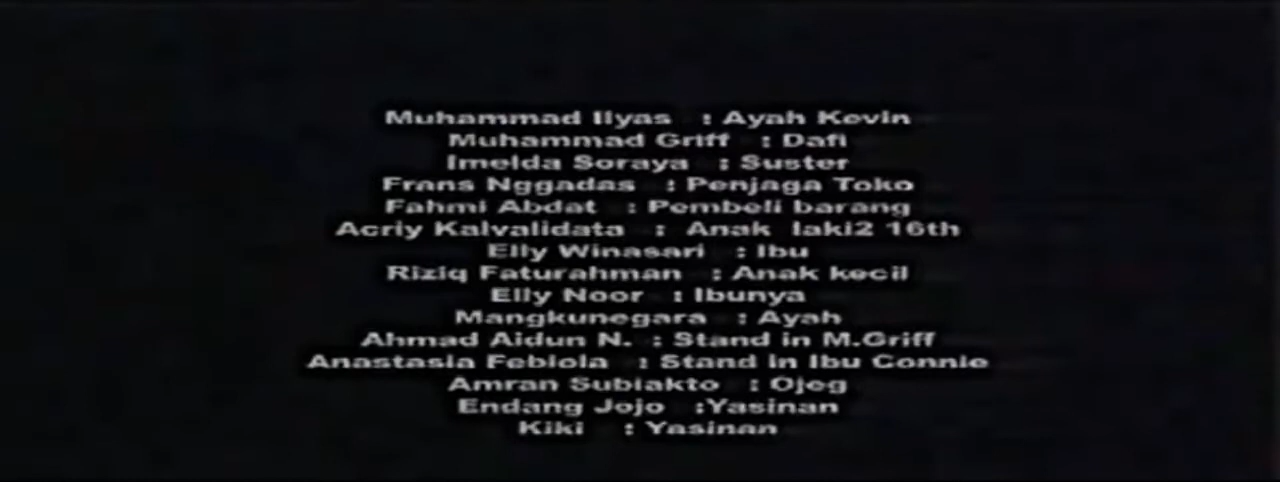 Muhammad Ilyas : Ayah Kevin
Muhammad Griff : Dafi
Imelda Soraya : Suster
Frans Nggadas : Penjaga Toko
Fahmi Abdat : Pembeli barang
Acriy Kalvalidata : Anak laki2 16th
Elly Winasari : Ibu
Riziq Faturahman : Anak kecil
Elly Noor : Ibunya
Mangkunegara : Ayah
Ahmad Aidun N. : Stand in M.Griff
Anastasia Febiola : Stand in Ibu Connie
Amran Subiakto : Ojeg
Endang Jojo :Yasinan
Kiki : Yasinan